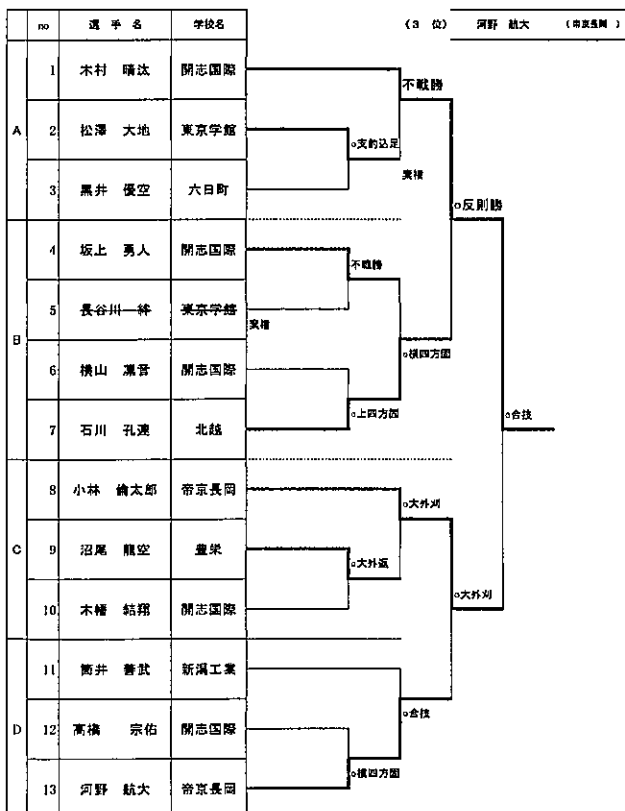 no 選手名 学校名 (3 位) 河野 航大 (帝京長岡)
1 木村 晴汰 開志国際
不戦勝
A 2 松澤 大地 東京学館
○支釣込足
棄権
3 黒井 優空 六日町
○反則勝
4 坂上 勇人 開志国際
不戦勝
5 長谷川 一絆 東京学館
棄権
B
○横四方固
6 横山 凛音 開志国際
○上四方固
○合技
7 石川 孔運 北越
8 小林 倫太郎 帝京長岡
○大外刈
C 9 沼尾 龍空 豊栄
○大外返
○大外刈
10 木幡 結翔 開志国際
11 筒井 善武 新潟工業
○合技
D 12 高橋 宗佑 開志国際
○横四方固
13 河野 航大 帝京長岡